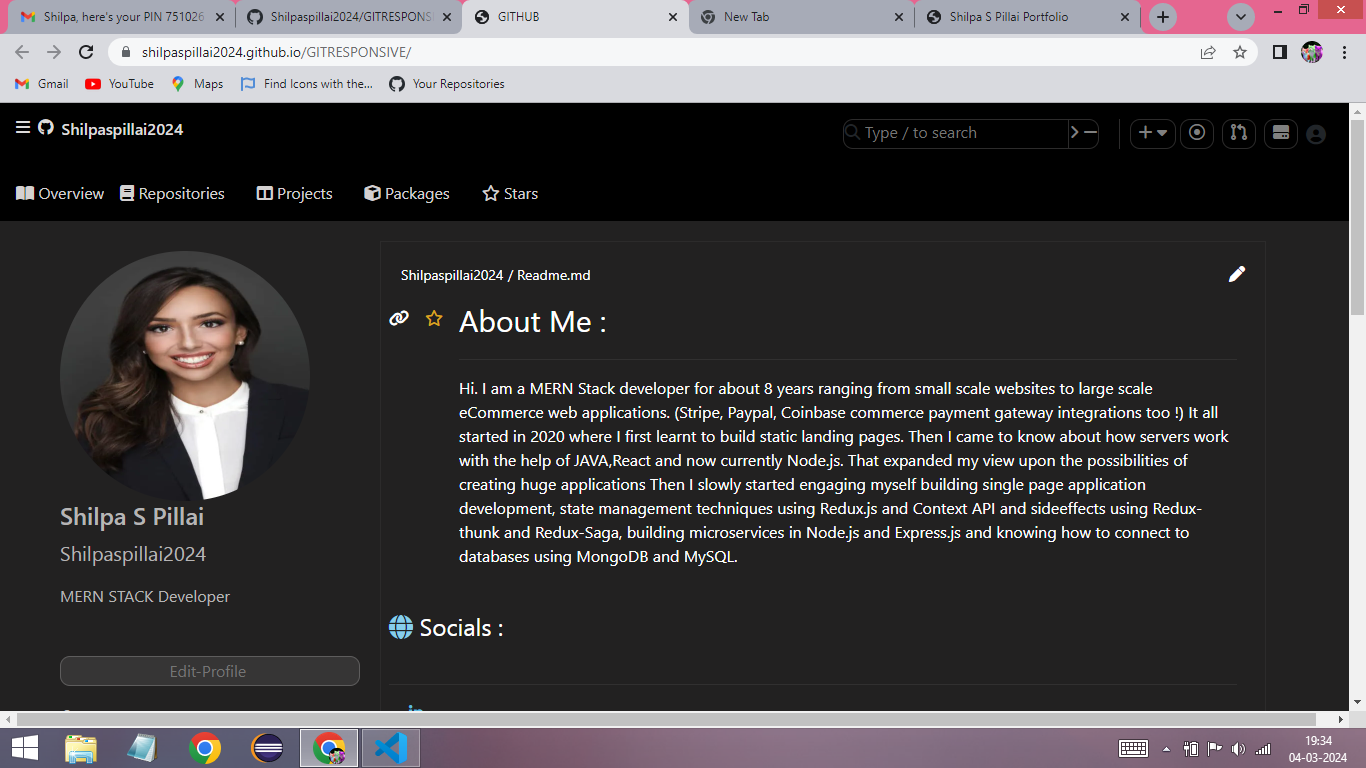 Shilpa, here's your PIN 751026
Shilpaspillai2024/GITRESPONS
GITHUB
New Tab
Shilpa S Pillai Portfolio
shilpaspillai2024.github.io/GITRESPONSIVE/
Gmail
YouTube
Maps
Find Icons with the...
Your Repositories
Shilpaspillai2024
Type / to search
Overview
Repositories
Projects
Packages
Stars
Shilpa S Pillai
Shilpaspillai2024
MERN STACK Developer
Edit-Profile
Shilpaspillai2024 / Readme.md
About Me :
Hi. I am a MERN Stack developer for about 8 years ranging from small scale websites to large scale
eCommerce web applications. (Stripe, Paypal, Coinbase commerce payment gateway integrations too !) It all
started in 2020 where I first learnt to build static landing pages. Then I came to know about how servers work
with the help of JAVA,React and now currently Node.js. That expanded my view upon the possibilities of
creating huge applications Then I slowly started engaging myself building single page application
development, state management techniques using Redux.js and Context API and sideeffects using Redux-
thunk and Redux-Saga, building microservices in Node.js and Express.js and knowing how to connect to
databases using MongoDB and MySQL.
Socials :
19:34
04-03-2024